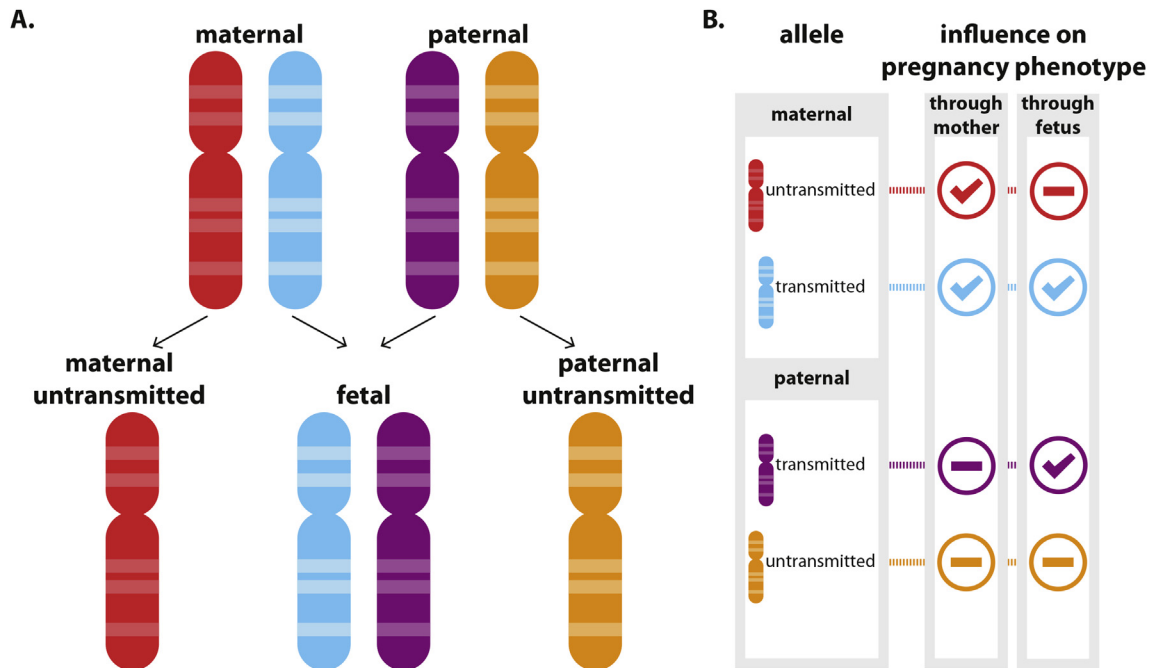 A.
maternal
paternal
maternal
untransmitted
fetal
paternal
untransmitted
B.
allele
influence on
pregnancy phenotype
maternal
through
mother
through
fetus
untransmitted
transmitted
paternal
transmitted
untransmitted